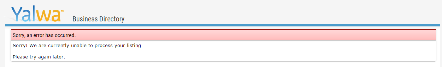 Yalwa™ Business Directory
Sorry, an error has occurred.
Sorry! We are currently unable to process your listing.
Please try again later.